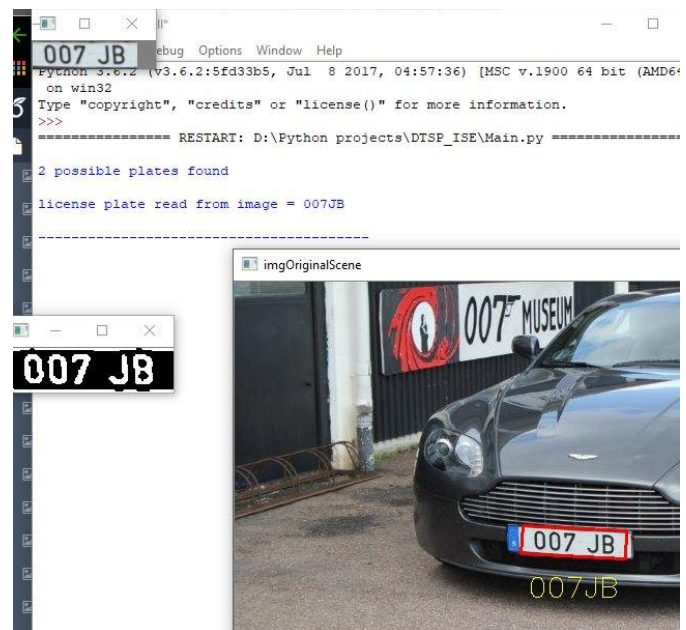 ll*
007 JB
ebug Options Window Help
Python 3.6.2 (v3.6.2:5fd33b5, Jul 8 2017, 04:57:36) [MSC v.1900 64 bit (AMD64
on win32
Type "copyright", "credits" or "license()" for more information.
>>>
================ RESTART: D:\Python projects\DTSP_ISE\Main.py ================
2 possible plates found
license plate read from image = 007JB
----------------------------------------
imgOriginalScene
007 MUSEUM
007 JB
007 JB
007JB